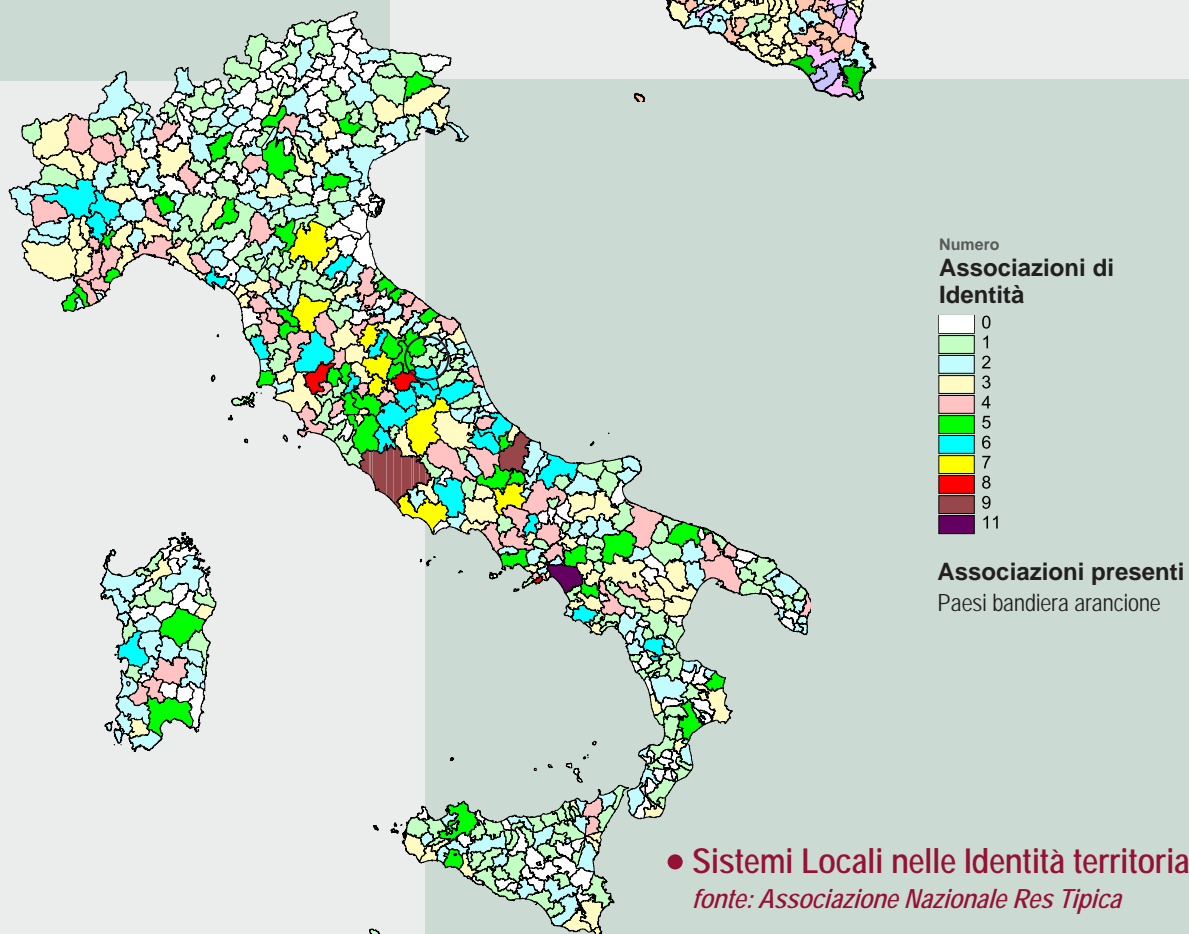 Numero
Associazioni di
Identità
0
1
2
3
4
5
6
7
8
9
11
Associazioni presenti
Paesi bandiera arancione
• Sistemi Locali nelle Identità territoria
fonte: Associazione Nazionale Res Tipica